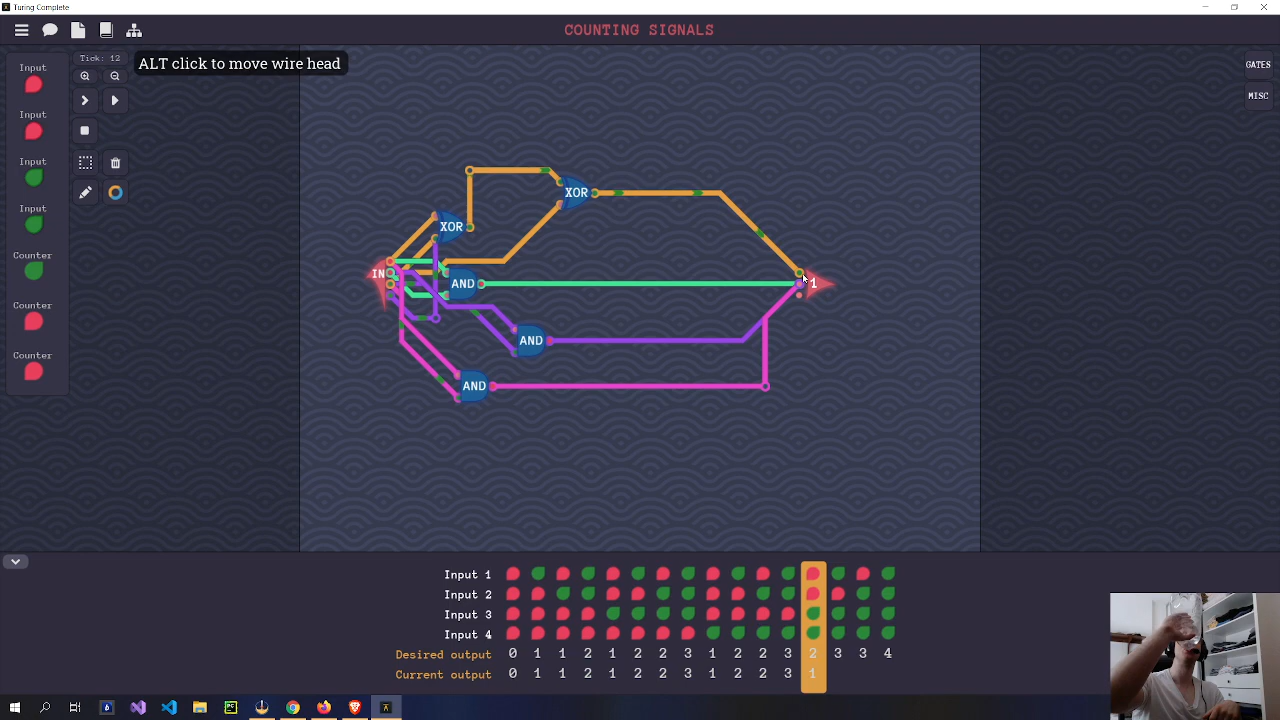 Turing Complete
COUNTING SIGNALS
Tick: 12
ALT click to move wire head
GATES
MISC
Input
Input
Input
Input
Counter
Counter
Counter
XOR
XOR
IN
AND
1
AND
AND
Input 1
Input 2
Input 3
Input 4
Desired output 0 1 1 2 1 2 2 3 1 2 2 3 2 3 3 4
Current output 0 1 1 2 1 2 2 3 1 2 2 3 1